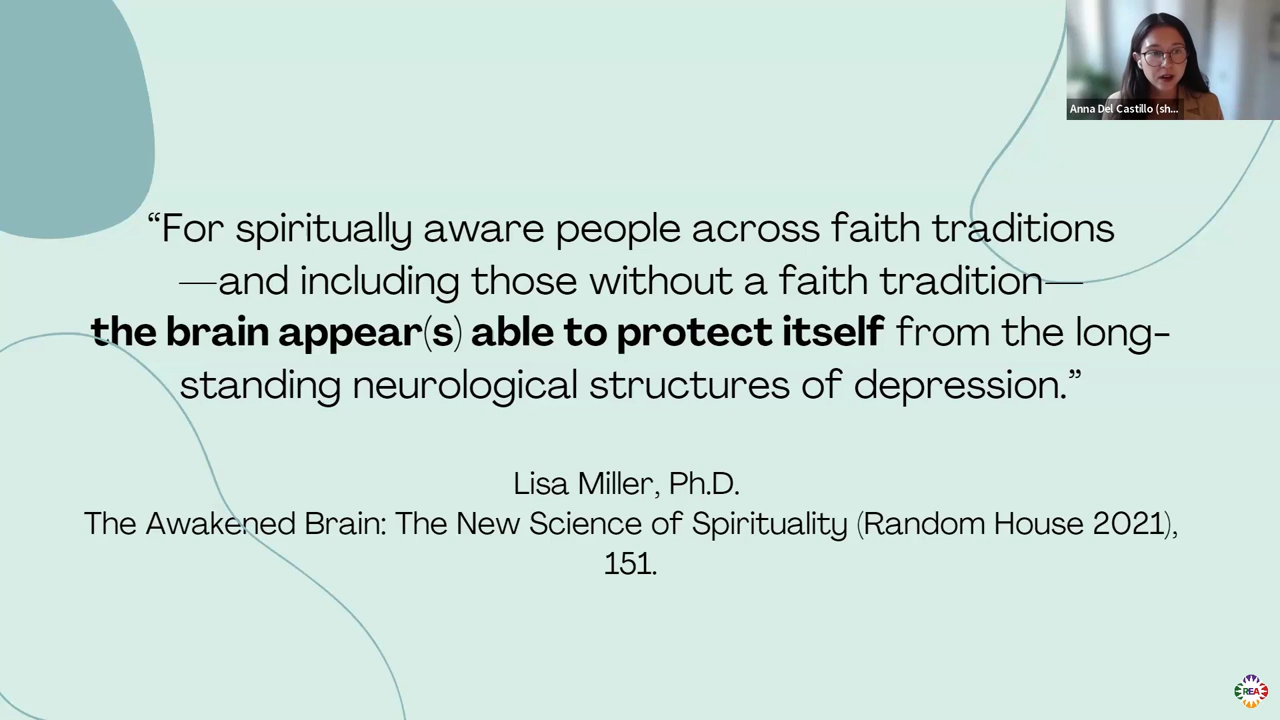 Anna Del Castillo (sh...
“For spiritually aware people across faith traditions
—and including those without a faith tradition—
the brain appear(s) able to protect itself from the long-
standing neurological structures of depression.”
Lisa Miller, Ph.D.
The Awakened Brain: The New Science of Spirituality (Random House 2021),
151.
REA